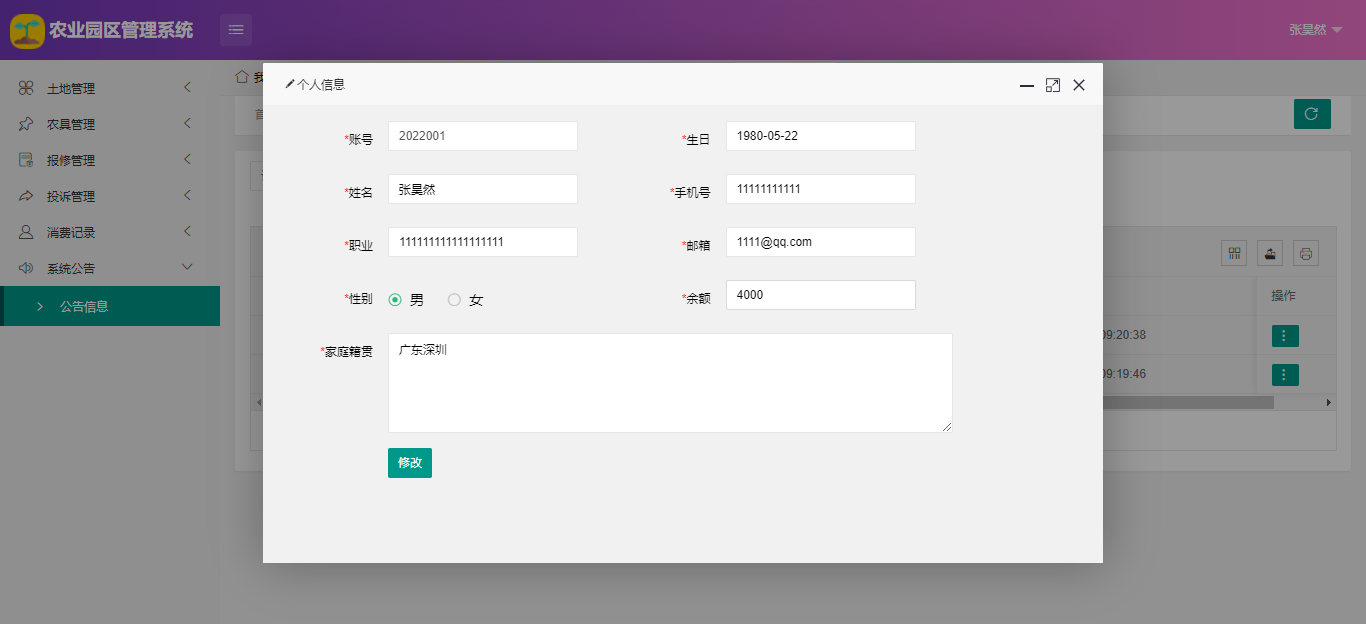 农业园区管理系统
张昊然
土地管理
农具管理
报修管理
投诉管理
消费记录
系统公告
公告信息
个人信息
*账号 2022001 *生日 1980-05-22
*姓名 张昊然 *手机号 11111111111
*职业 111111111111111111 *邮箱 1111@qq.com
*性别 男 女 *余额 4000
*家庭籍贯 广东深圳
修改
操作
09:20:38
09:19:46